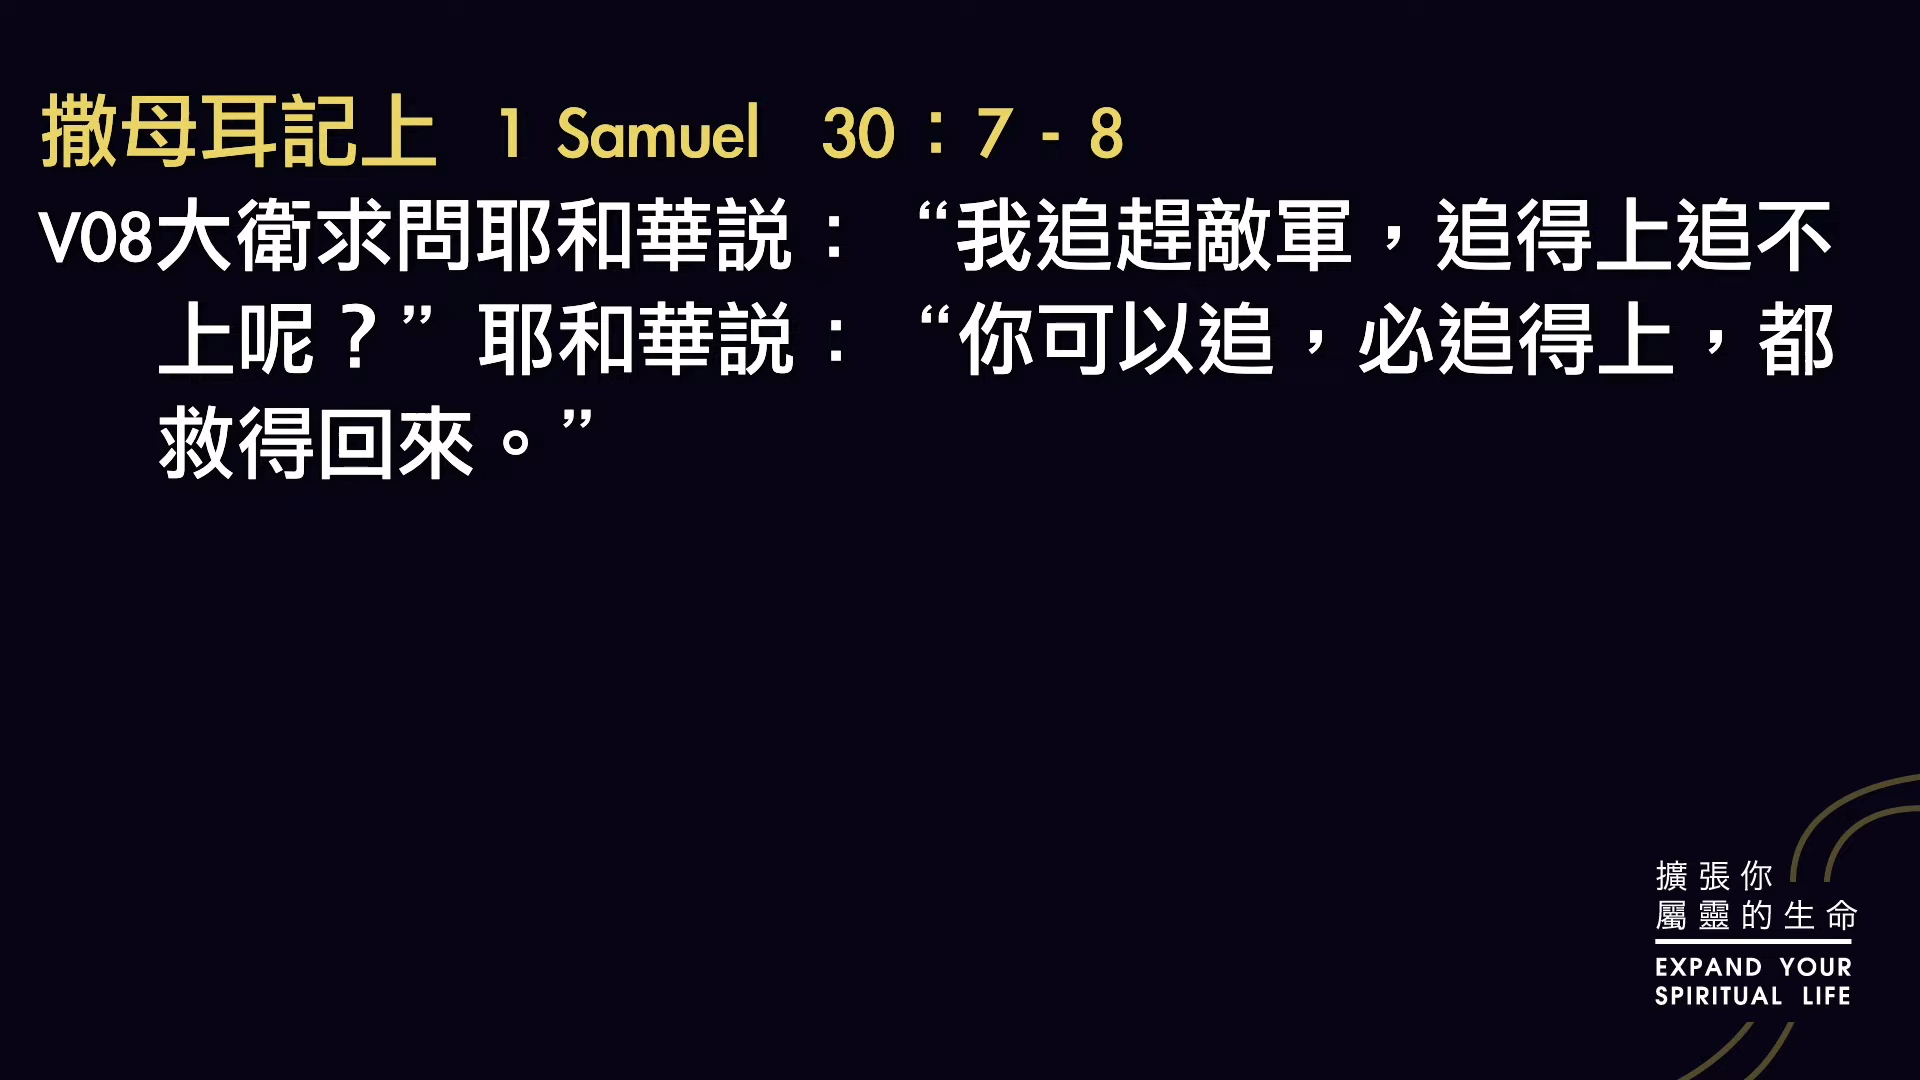 撒母耳記上 1 Samuel 30：7 - 8
V08大衛求問耶和華説：“我追趕敵軍，追得上追不
上呢？”耶和華説：“你可以追，必追得上，都
救得回來。”
擴張你
屬靈的生命
EXPAND YOUR
SPIRITUAL LIFE